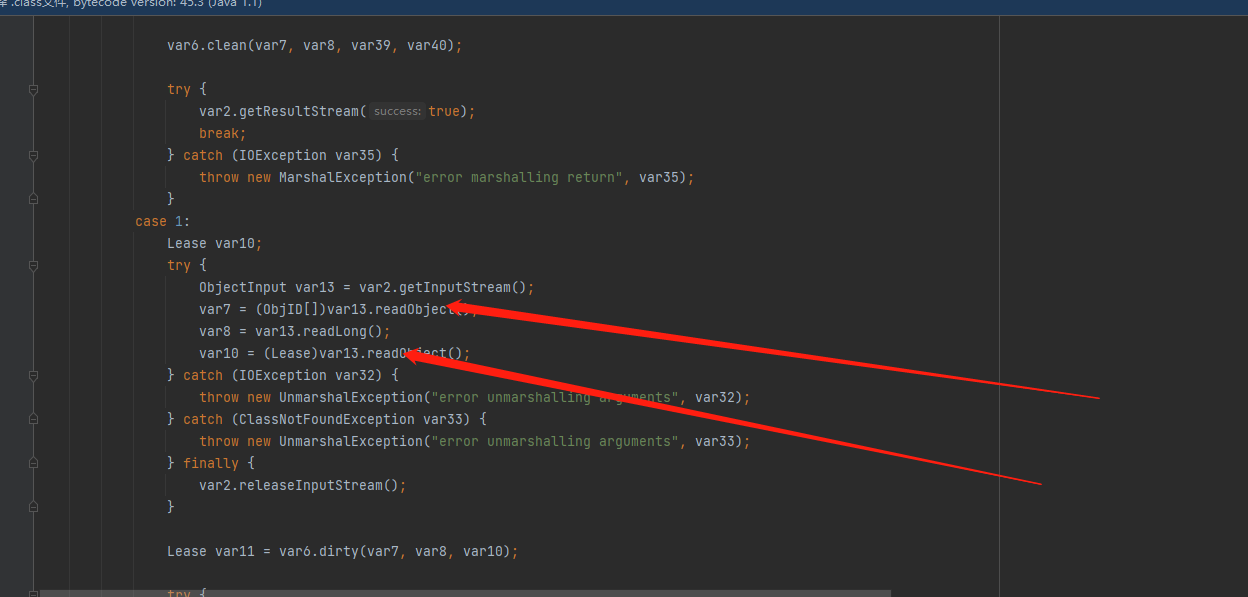 .class文件, bytecode version: 45.3 (Java 1.1)
var6.clean(var7, var8, var39, var40);
try {
var2.getResultStream( success: true);
break;
} catch (IOException var35) {
throw new MarshalException("error marshalling return", var35);
}
case 1:
Lease var10;
try {
ObjectInput var13 = var2.getInputStream();
var7 = (ObjID[])var13.readObject();
var8 = var13.readLong();
var10 = (Lease)var13.readObject();
} catch (IOException var32) {
throw new UnmarshalException("error unmarshalling arguments", var32);
} catch (ClassNotFoundException var33) {
throw new UnmarshalException("error unmarshalling arguments", var33);
} finally {
var2.releaseInputStream();
}
Lease var11 = var6.dirty(var7, var8, var10);
try {